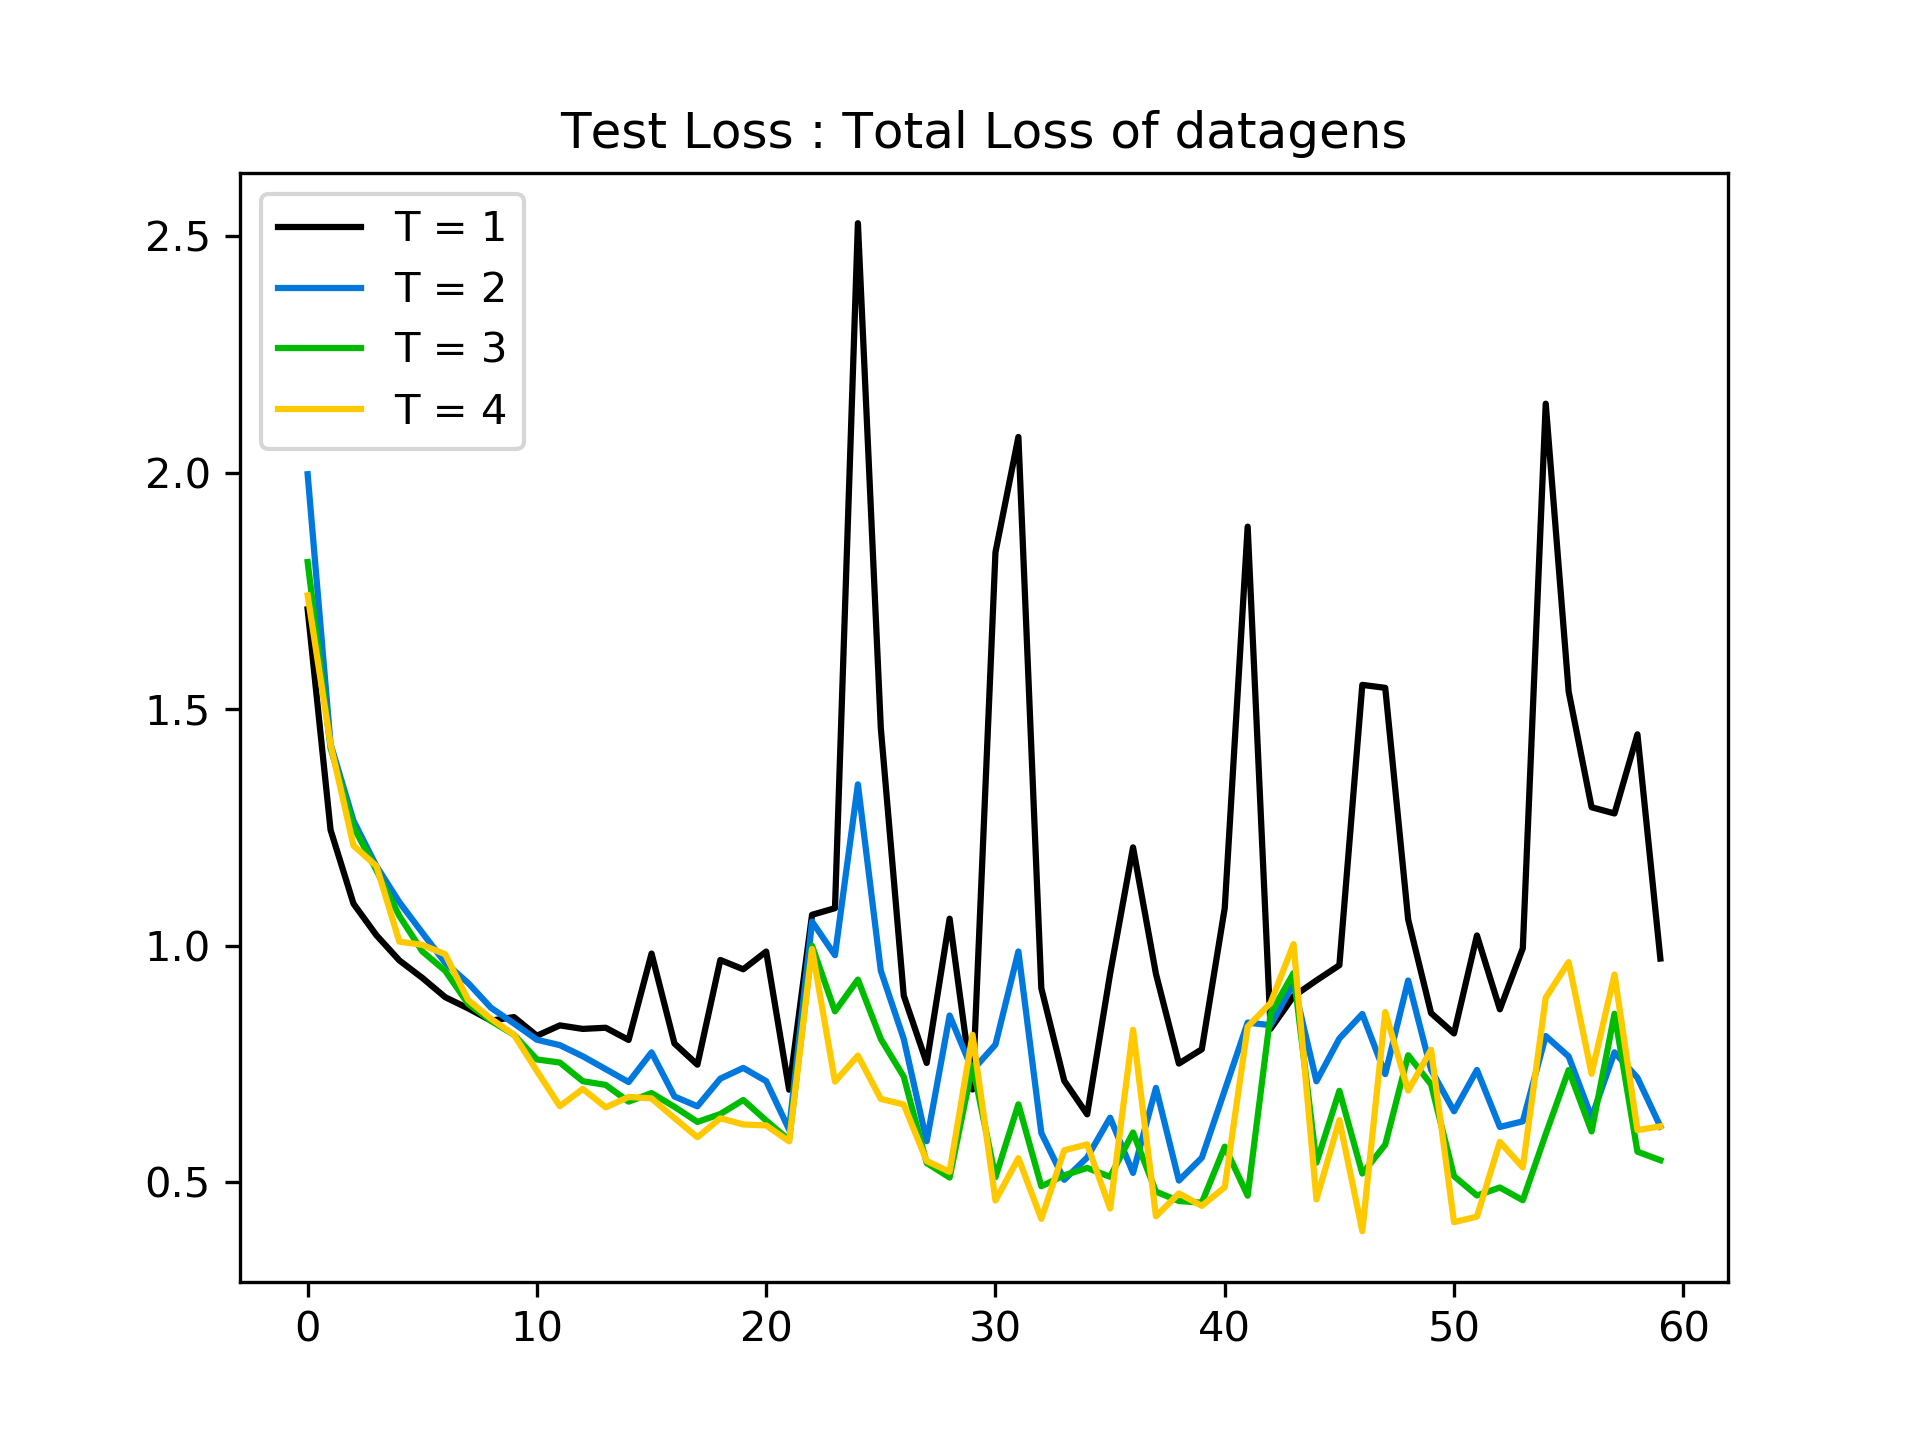 Test Loss : Total Loss of datagens
T = 1
T = 2
T = 3
T = 4
2.5
2.0
1.5
1.0
0.5
0 10 20 30 40 50 60